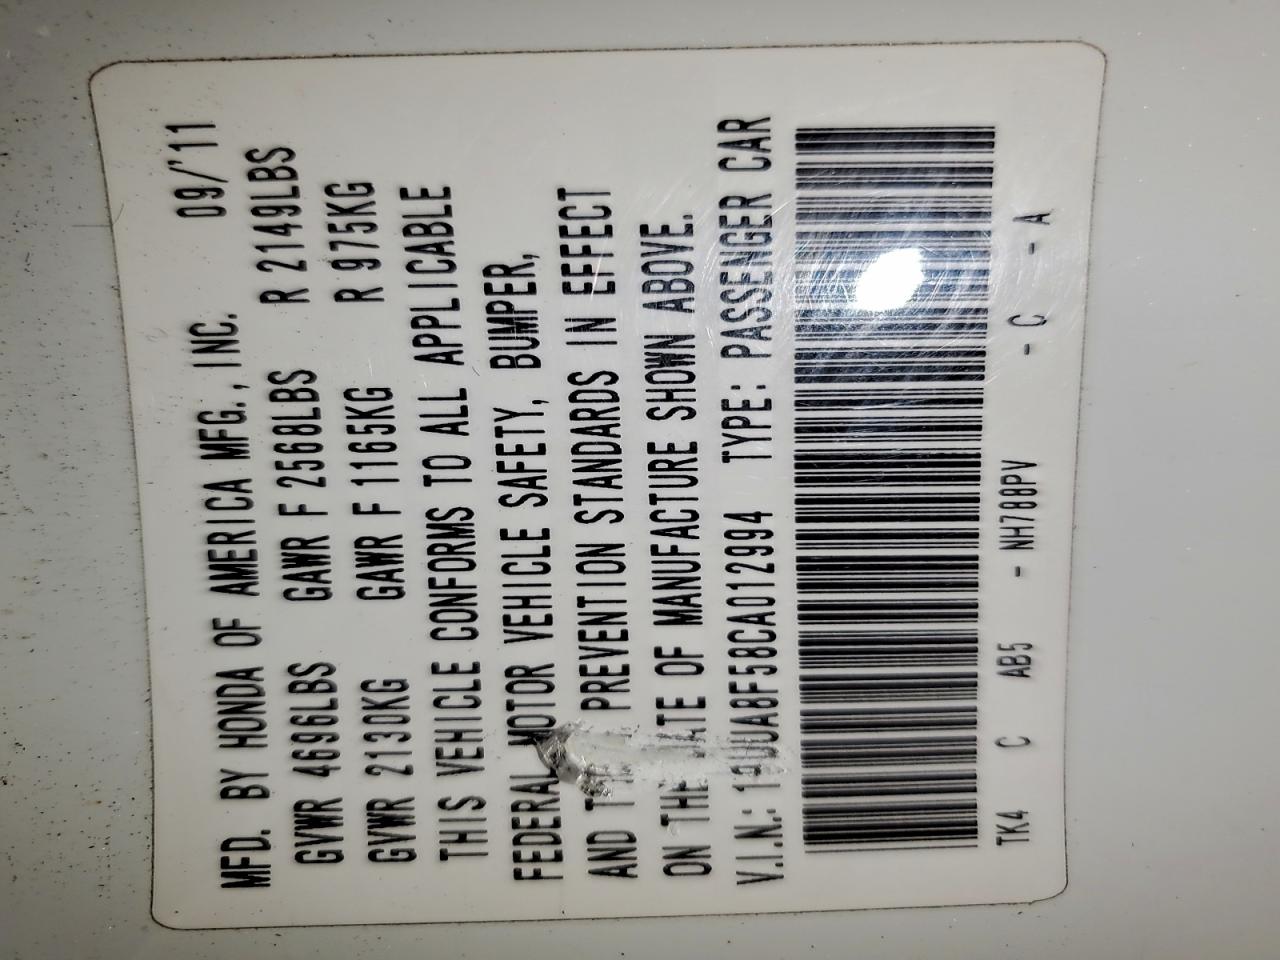 MFD. BY HONDA OF AMERICA MFG., INC. 09/'11
GVWR 4696LBS GAWR F 2568LBS R 2149LBS
GVWR 2130KG GAWR F 1165KG R 975KG
THIS VEHICLE CONFORMS TO ALL APPLICABLE
FEDERAL MOTOR VEHICLE SAFETY, BUMPER,
AND PREVENTION STANDARDS IN EFFECT
ON THE DATE OF MANUFACTURE SHOWN ABOVE.
V.I.N.: 19UUA8F58CA012994 TYPE: PASSENGER CAR
TK4 C AB5 - NH788PV - C - A